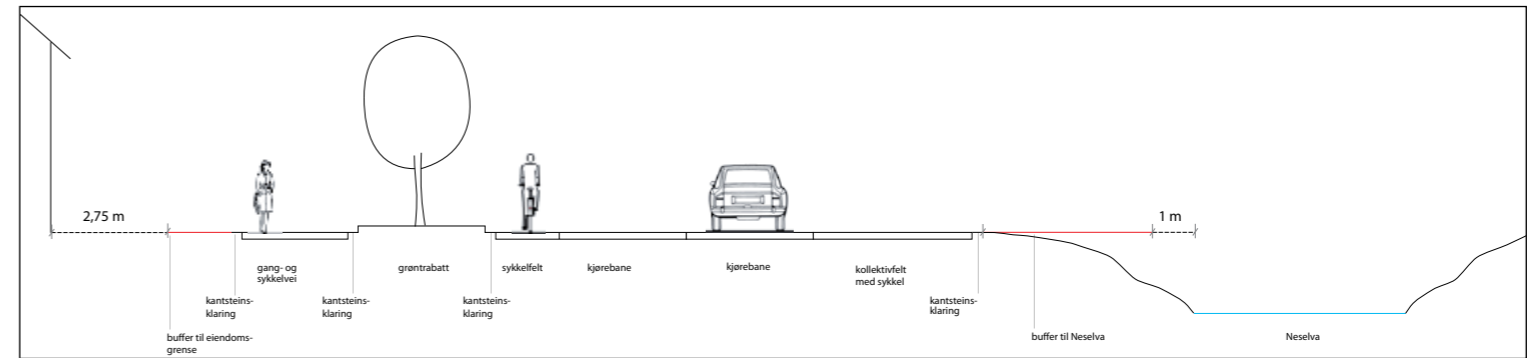 2,75 m
1 m
gang- og
sykkelvei
grøntrabatt
sykkelfelt
kjørebane
kjørebane
kollektivfelt
med sykkel
kantsteins-
klaring
kantsteins-
klaring
kantsteins-
klaring
kantsteins-
klaring
buffer til eiendoms-
grense
buffer til Neselva
Neselva